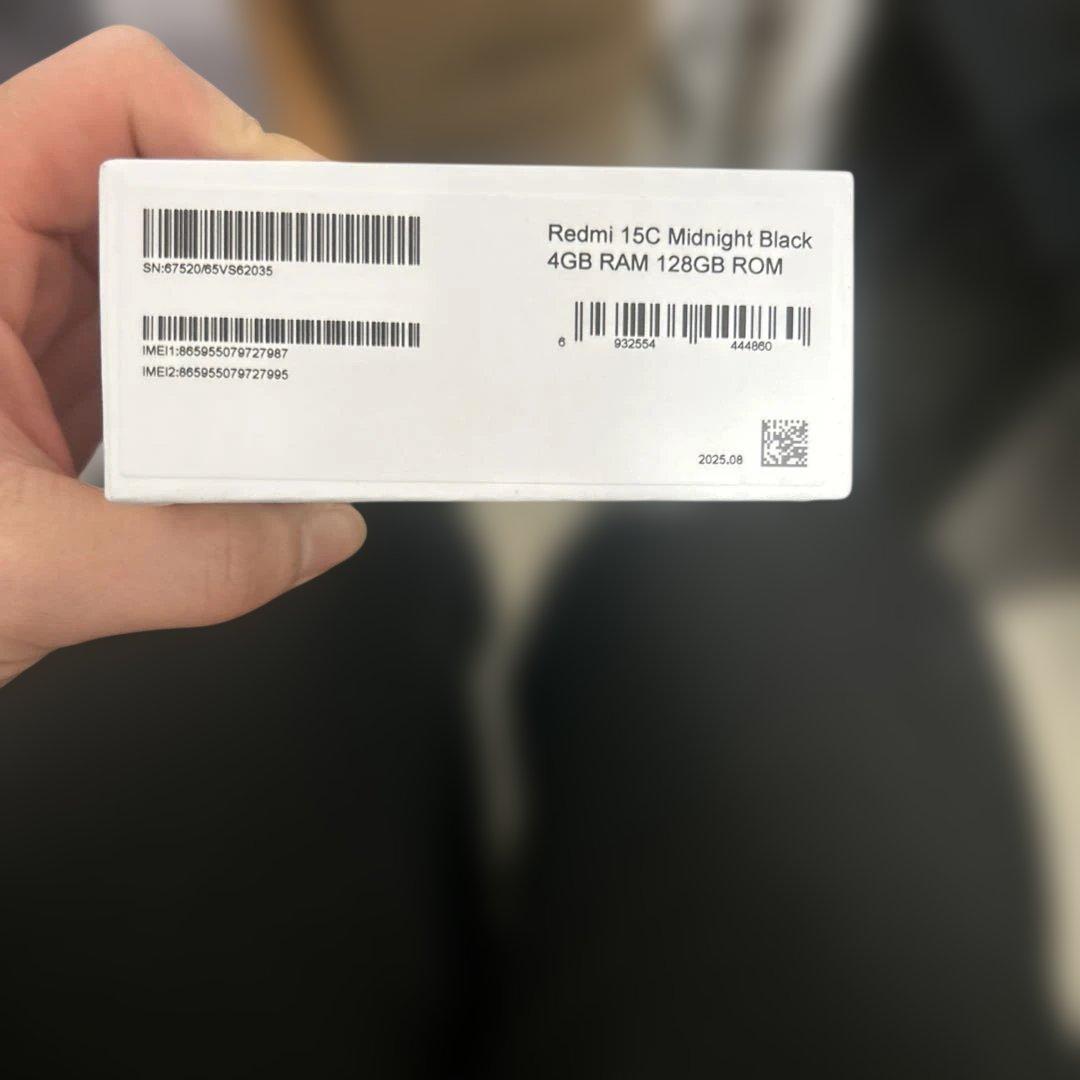 SN:67520/65VS62035
IMEI1:865955079727987
IMEI2:865955079727995
Redmi 15C Midnight Black
4GB RAM 128GB ROM
6 932554 444860
2025.08